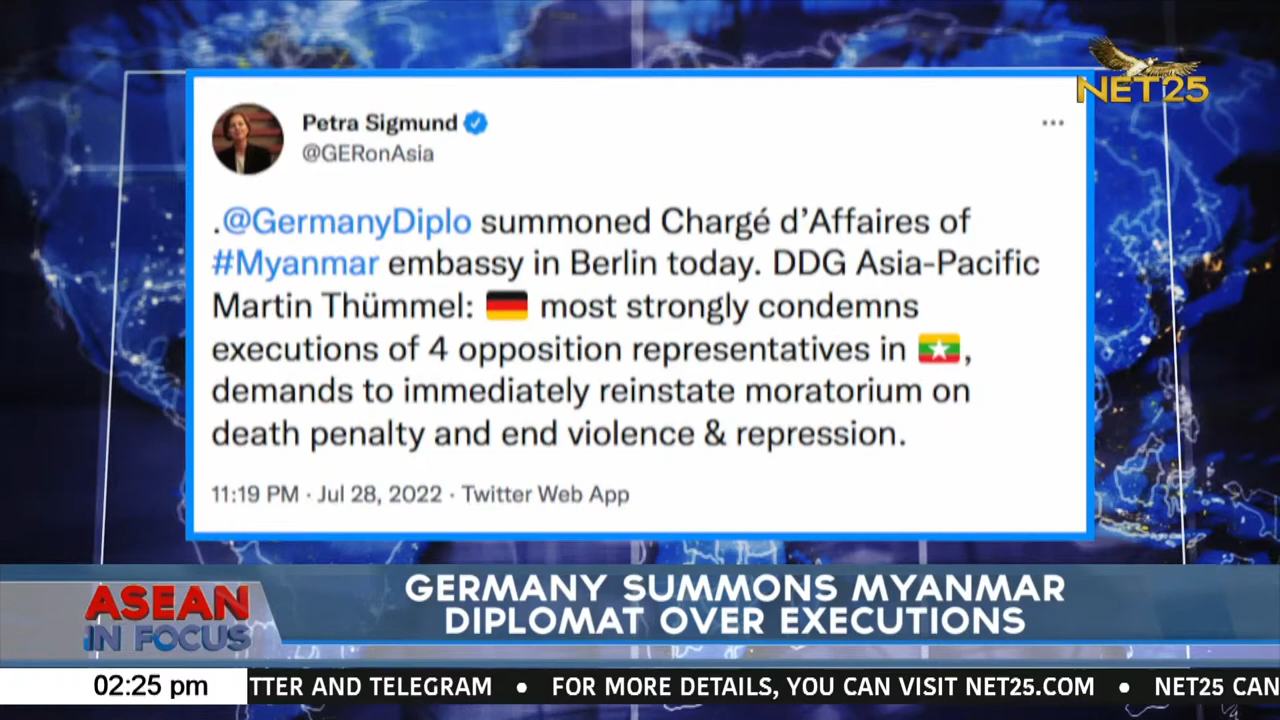 NET25
Petra Sigmund
@GERonAsia
.@GermanyDiplo summoned Chargé d’Affaires of
#Myanmar embassy in Berlin today. DDG Asia-Pacific
Martin Thümmel: 🇩🇪 most strongly condemns
executions of 4 opposition representatives in 🇲🇲,
demands to immediately reinstate moratorium on
death penalty and end violence & repression.
11:19 PM · Jul 28, 2022 · Twitter Web App
ASEAN
IN FOCUS
GERMANY SUMMONS MYANMAR
DIPLOMAT OVER EXECUTIONS
02:25 pm
TTER AND TELEGRAM • FOR MORE DETAILS, YOU CAN VISIT NET25.COM • NET25 CAN